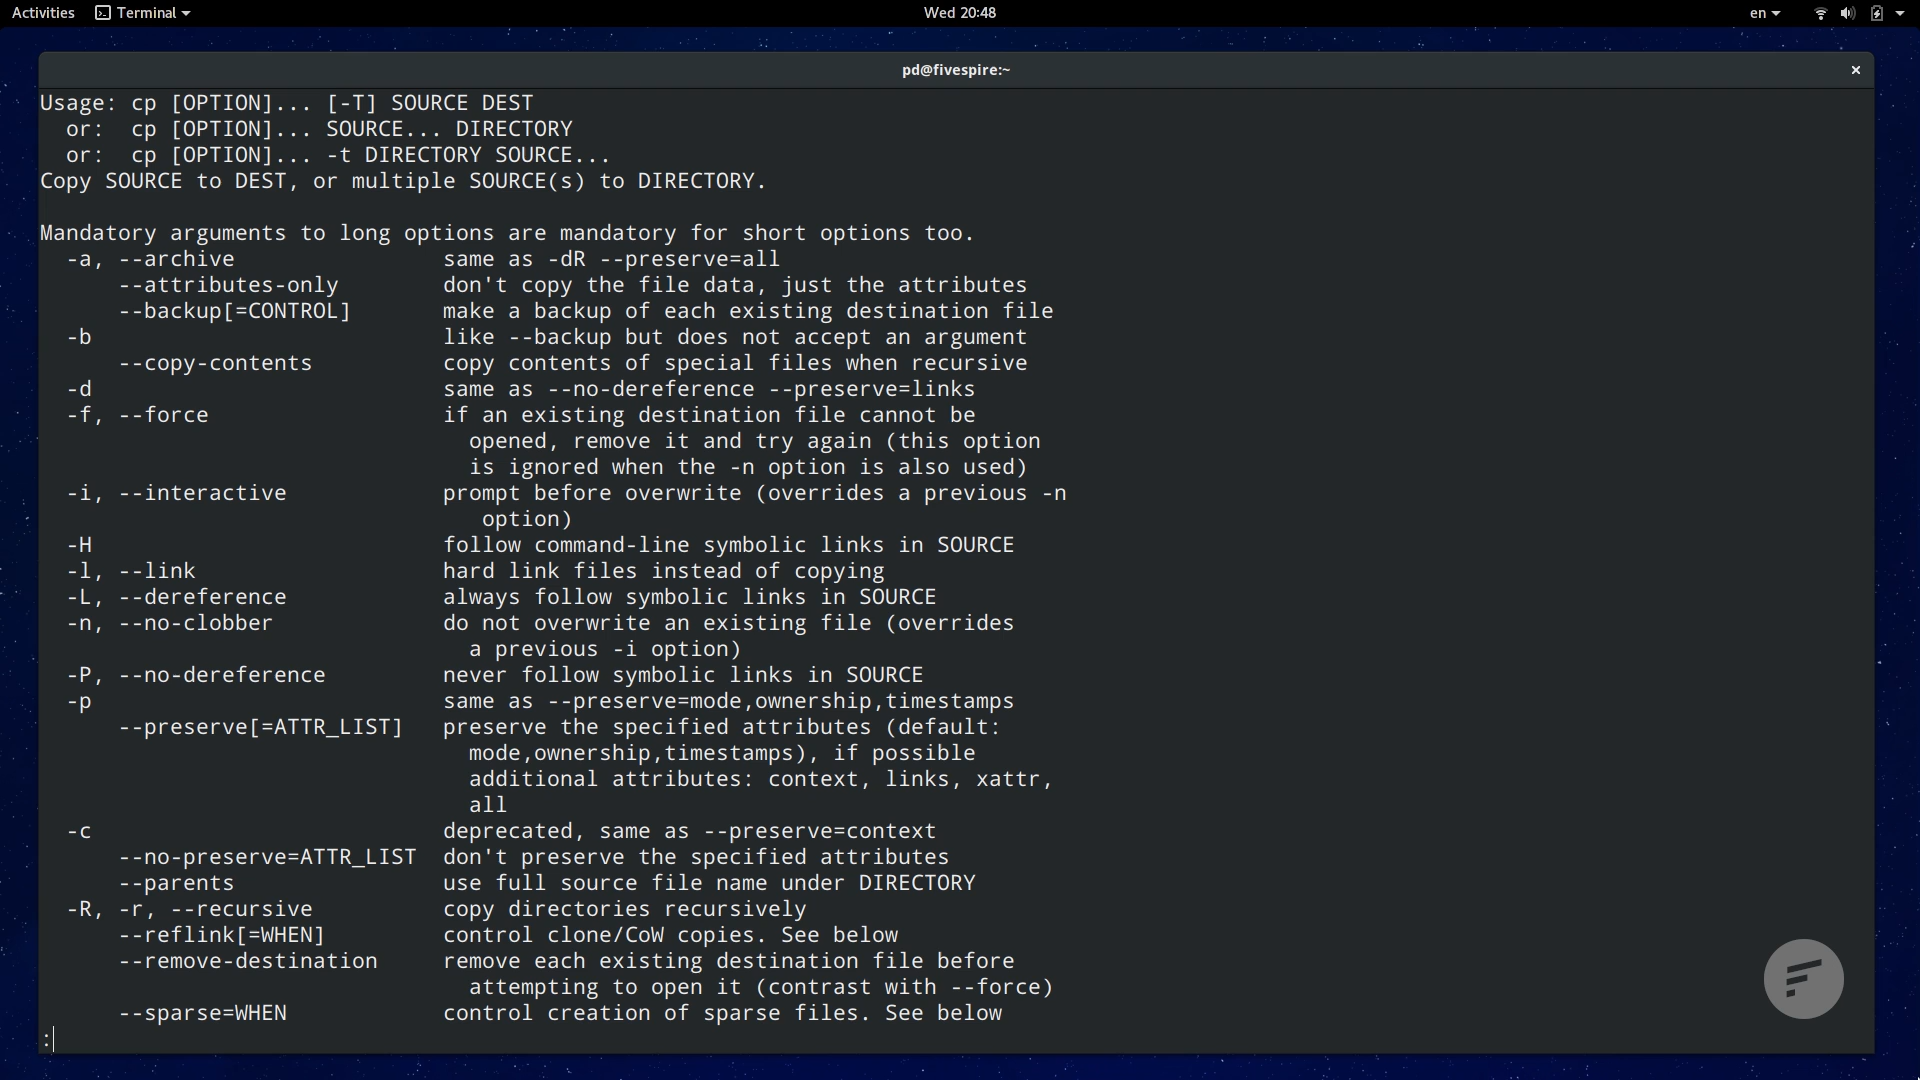 Activities Terminal Wed 20:48 en
pd@fivespire:~
Usage: cp [OPTION]... [-T] SOURCE DEST
  or:  cp [OPTION]... SOURCE... DIRECTORY
  or:  cp [OPTION]... -t DIRECTORY SOURCE...
Copy SOURCE to DEST, or multiple SOURCE(s) to DIRECTORY.

Mandatory arguments to long options are mandatory for short options too.
  -a, --archive                same as -dR --preserve=all
      --attributes-only        don't copy the file data, just the attributes
      --backup[=CONTROL]       make a backup of each existing destination file
  -b                           like --backup but does not accept an argument
      --copy-contents          copy contents of special files when recursive
  -d                           same as --no-dereference --preserve=links
  -f, --force                  if an existing destination file cannot be
                                 opened, remove it and try again (this option
                                 is ignored when the -n option is also used)
  -i, --interactive            prompt before overwrite (overrides a previous -n
                                  option)
  -H                           follow command-line symbolic links in SOURCE
  -l, --link                   hard link files instead of copying
  -L, --dereference            always follow symbolic links in SOURCE
  -n, --no-clobber             do not overwrite an existing file (overrides
                                 a previous -i option)
  -P, --no-dereference         never follow symbolic links in SOURCE
  -p                           same as --preserve=mode,ownership,timestamps
      --preserve[=ATTR_LIST]   preserve the specified attributes (default:
                                 mode,ownership,timestamps), if possible
                                 additional attributes: context, links, xattr,
                                 all
  -c                           deprecated, same as --preserve=context
      --no-preserve=ATTR_LIST  don't preserve the specified attributes
      --parents                use full source file name under DIRECTORY
  -R, -r, --recursive          copy directories recursively
      --reflink[=WHEN]         control clone/CoW copies. See below
      --remove-destination     remove each existing destination file before
                                 attempting to open it (contrast with --force)
      --sparse=WHEN            control creation of sparse files. See below
: